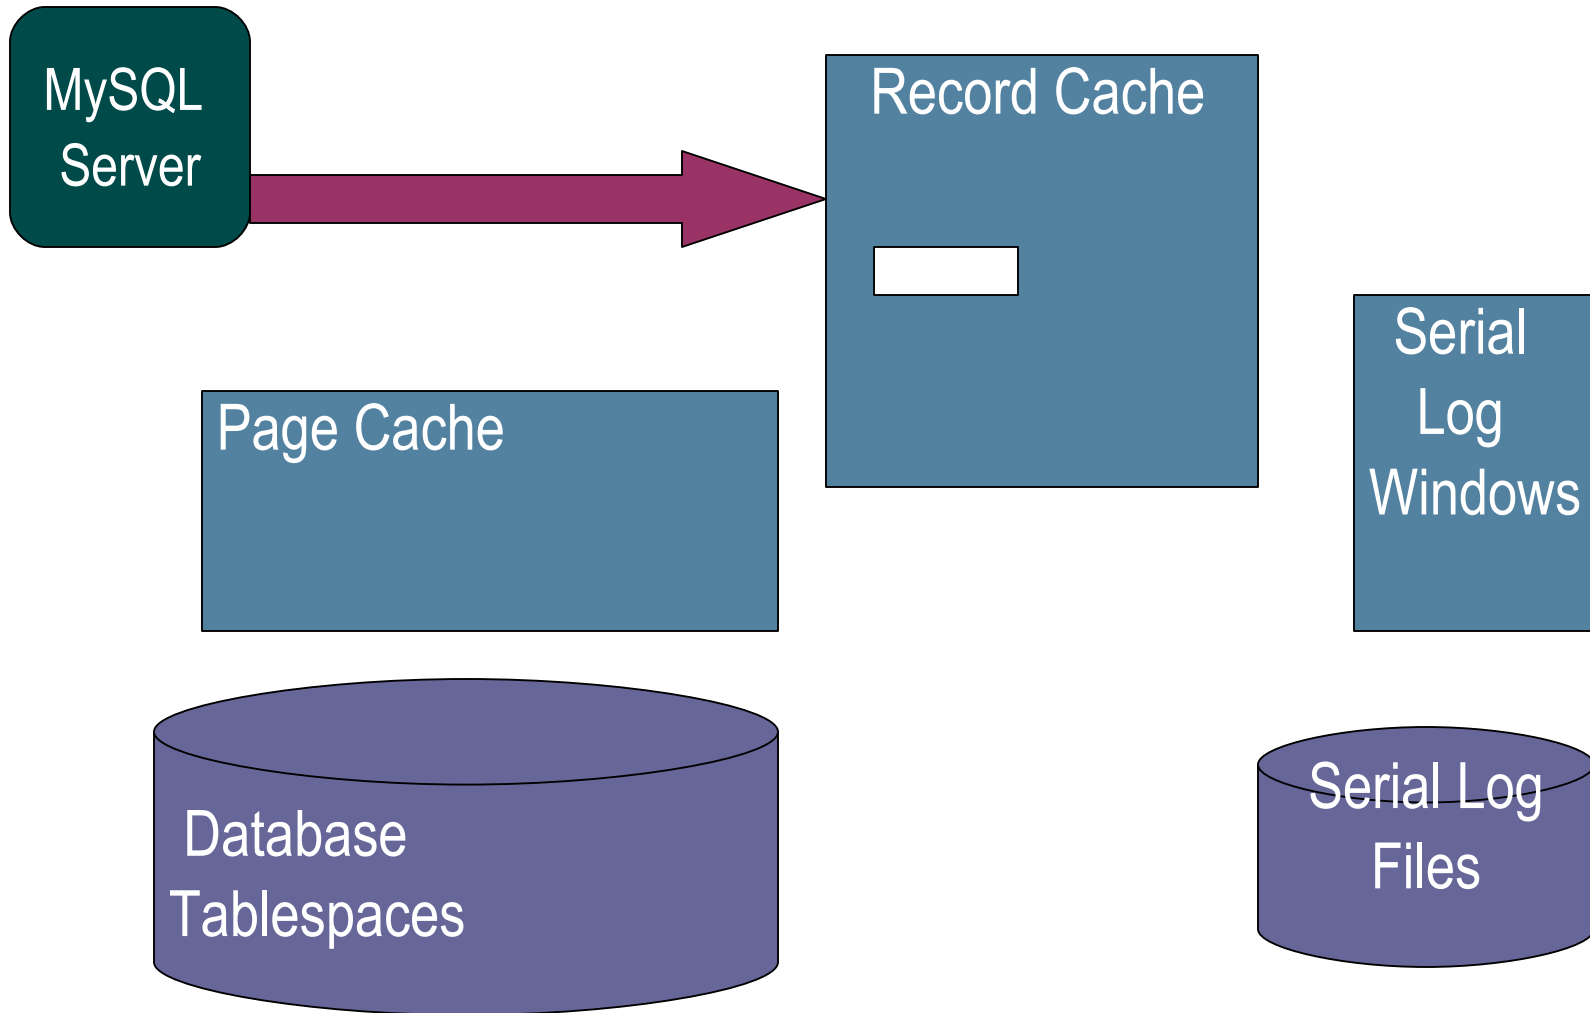 MySQL
Server
Record Cache
Serial
Log
Windows
Page Cache
Database
Tablespaces
Serial Log
Files